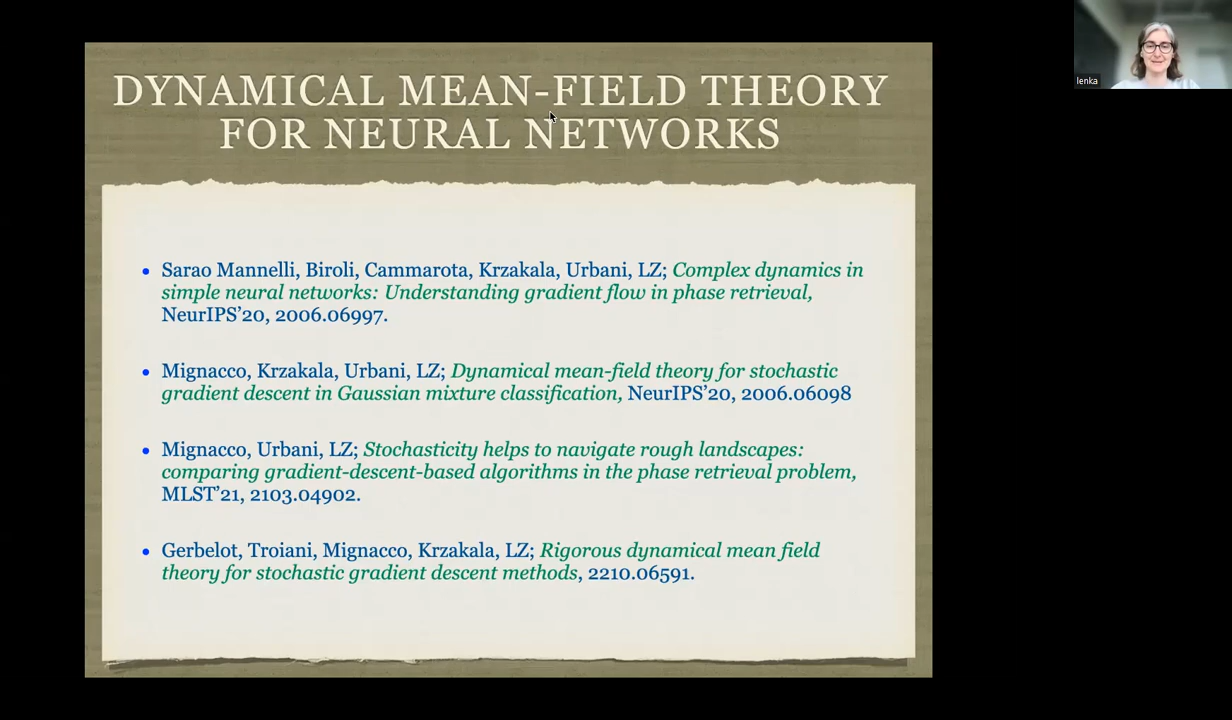 DYNAMICAL MEAN-FIELD THEORY
FOR NEURAL NETWORKS
lenka
• Sarao Mannelli, Biroli, Cammarota, Krzakala, Urbani, LZ; Complex dynamics in
simple neural networks: Understanding gradient flow in phase retrieval,
NeurIPS’20, 2006.06997.
• Mignacco, Krzakala, Urbani, LZ; Dynamical mean-field theory for stochastic
gradient descent in Gaussian mixture classification, NeurIPS’20, 2006.06098
• Mignacco, Urbani, LZ; Stochasticity helps to navigate rough landscapes:
comparing gradient-descent-based algorithms in the phase retrieval problem,
MLST’21, 2103.04902.
• Gerbelot, Troiani, Mignacco, Krzakala, LZ; Rigorous dynamical mean field
theory for stochastic gradient descent methods, 2210.06591.